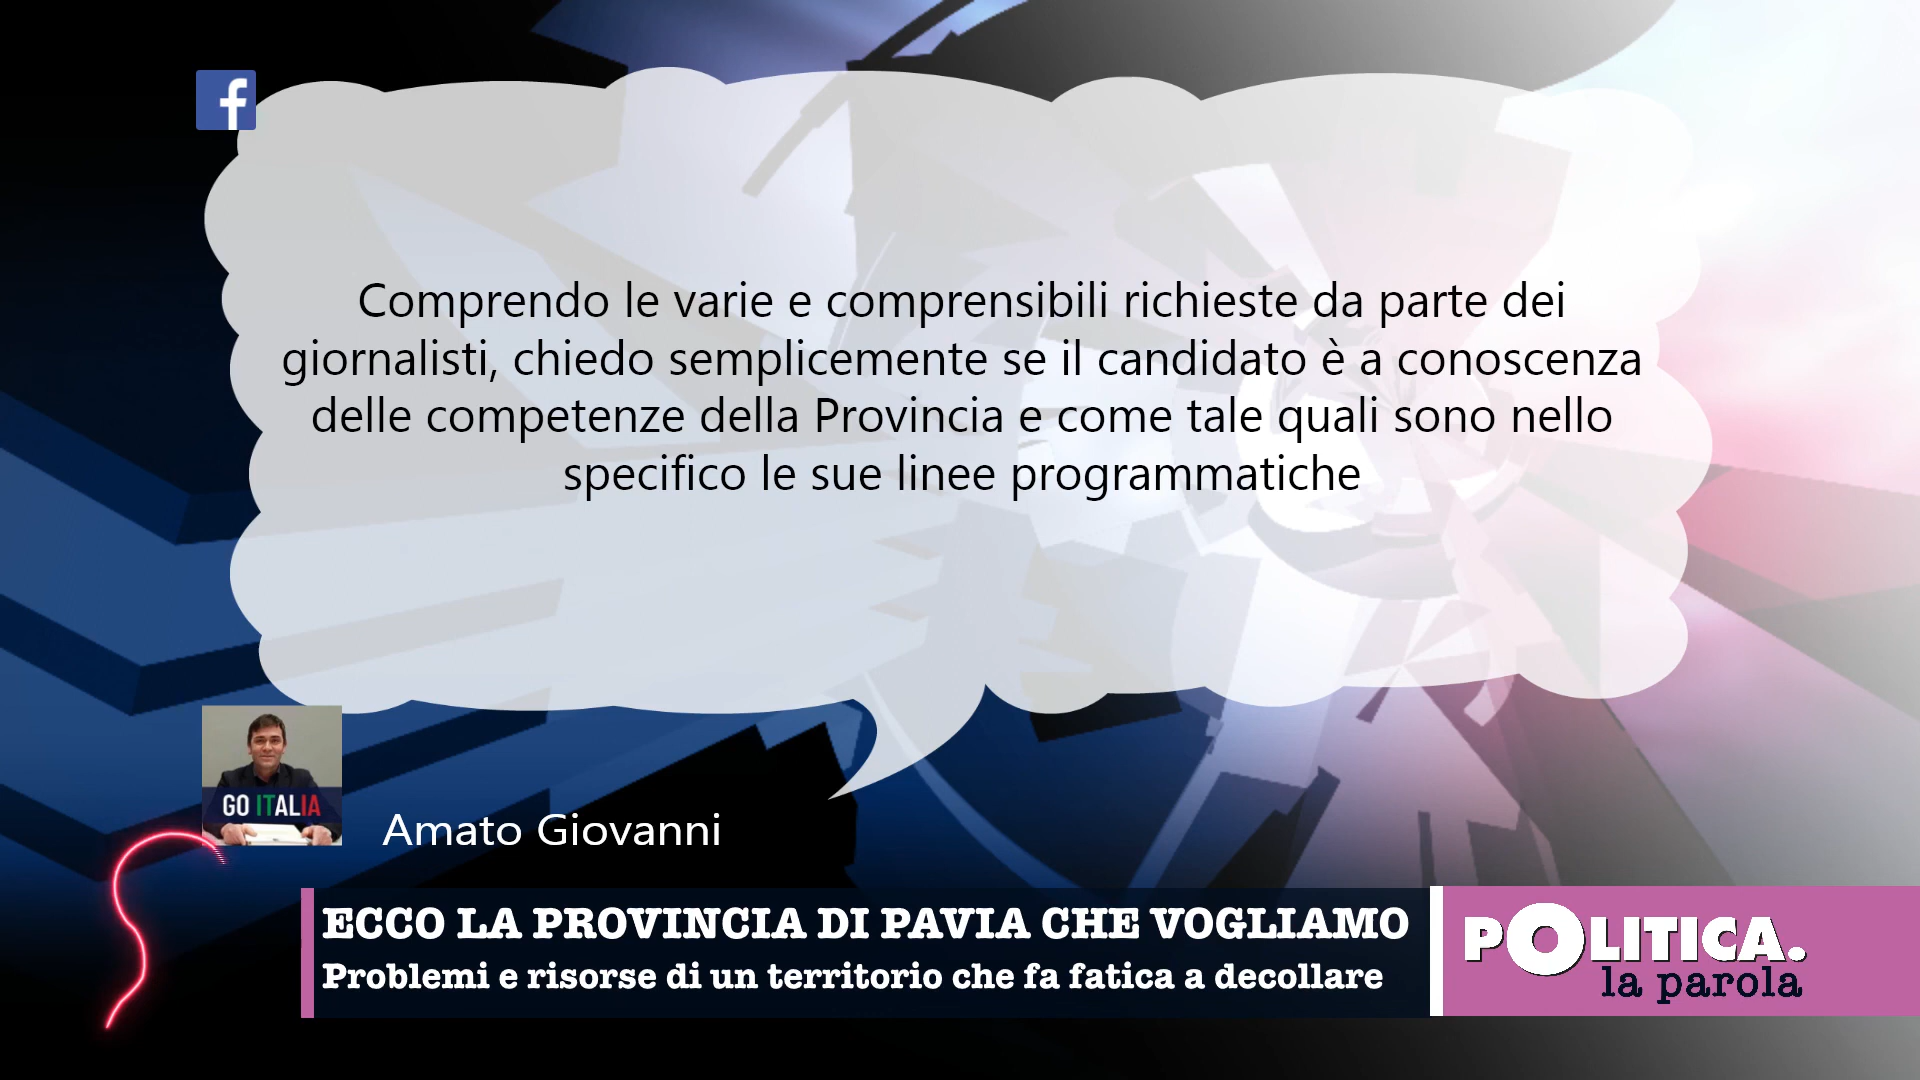 f
Comprendo le varie e comprensibili richieste da parte dei
giornalisti, chiedo semplicemente se il candidato è a conoscenza
delle competenze della Provincia e come tale quali sono nello
specifico le sue linee programmatiche
GO ITALIA
Amato Giovanni
ECCO LA PROVINCIA DI PAVIA CHE VOGLIAMO
Problemi e risorse di un territorio che fa fatica a decollare
POLITICA.
la parola